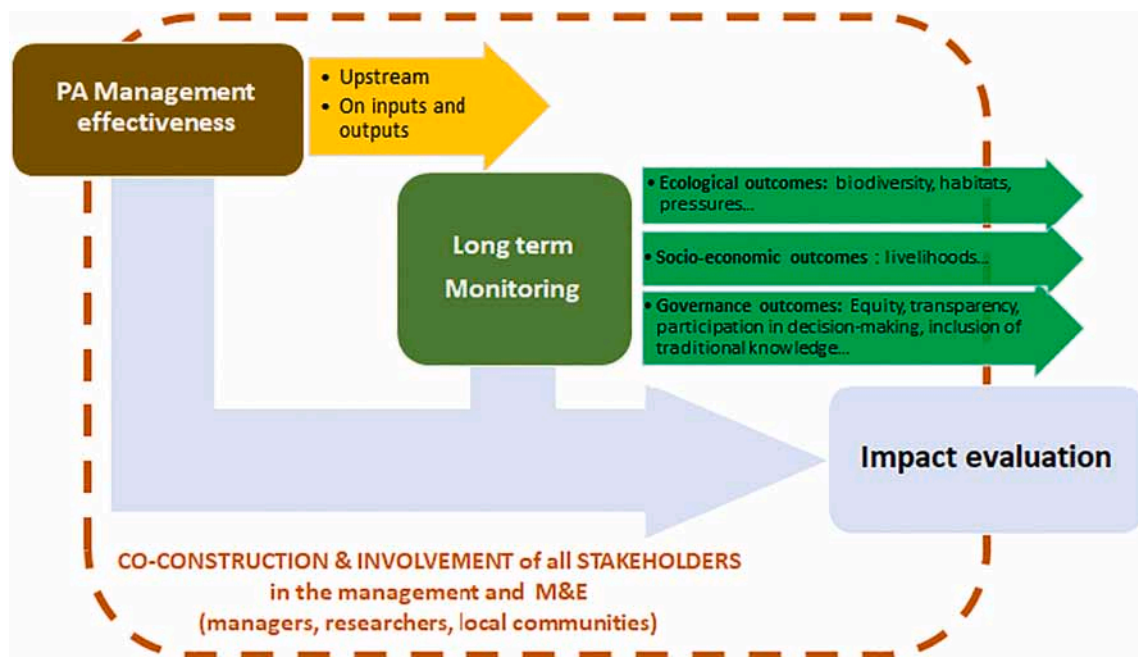 PA Management
effectiveness
• Upstream
• On inputs and
outputs
Long term
Monitoring
• Ecological outcomes: biodiversity, habitats,
pressures...
• Socio-economic outcomes : livelihoods...
• Governance outcomes: Equity, transparency,
participation in decision-making, inclusion of
traditional knowledge...
Impact evaluation
CO-CONSTRUCTION & INVOLVEMENT of all STAKEHOLDERS
in the management and M&E
(managers, researchers, local communities)